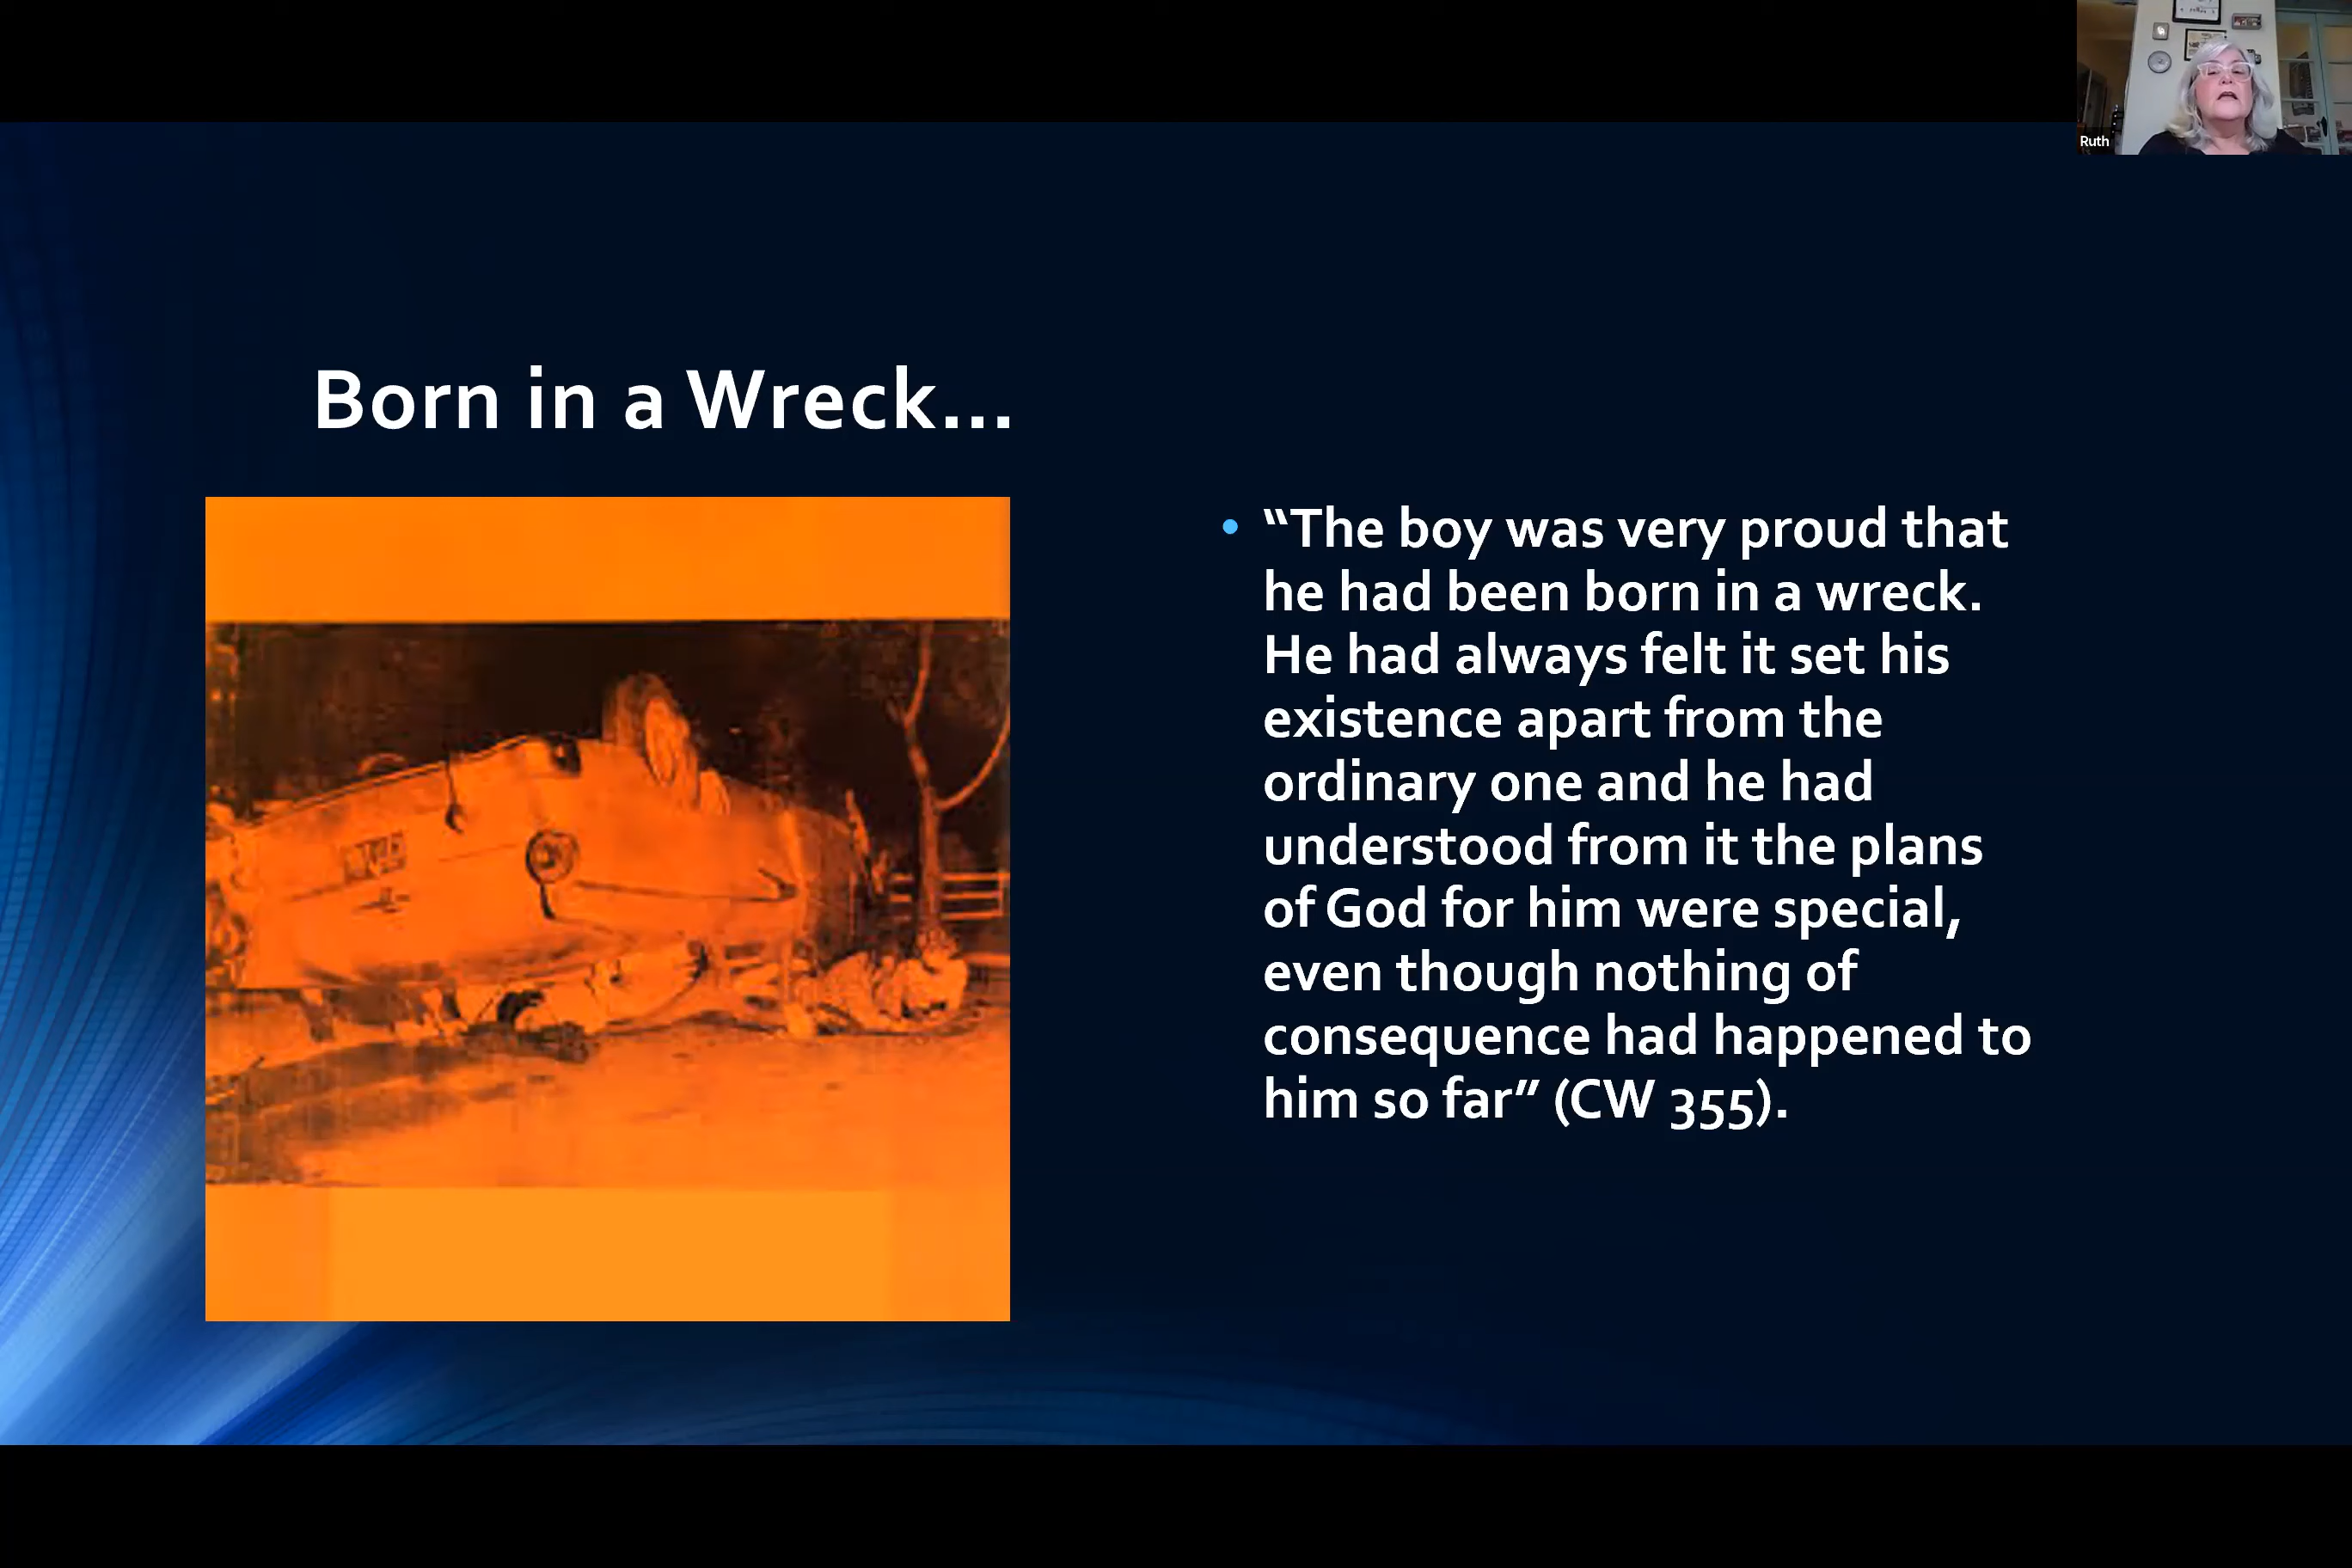 Ruth
Born in a Wreck...
• “The boy was very proud that
he had been born in a wreck.
He had always felt it set his
existence apart from the
ordinary one and he had
understood from it the plans
of God for him were special,
even though nothing of
consequence had happened to
him so far” (CW 355).